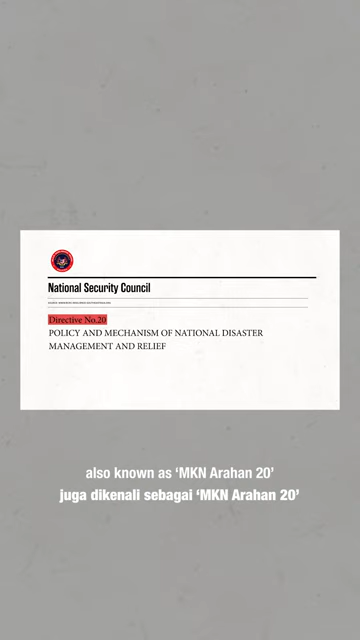 National Security Council
Directive No.20
POLICY AND MECHANISM OF NATIONAL DISASTER
MANAGEMENT AND RELIEF
also known as ‘MKN Arahan 20’
juga dikenali sebagai ‘MKN Arahan 20’